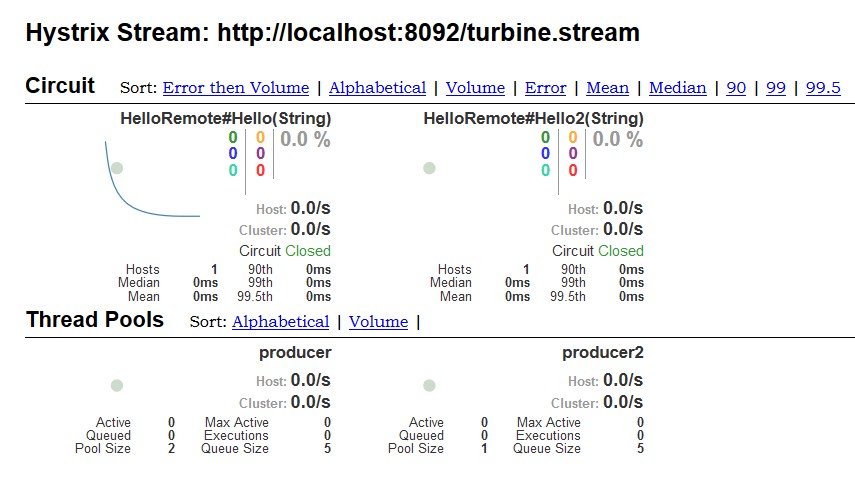 Hystrix Stream: http://localhost:8092/turbine.stream
Circuit Sort: Error then Volume | Alphabetical | Volume | Error | Mean | Median | 90 | 99 | 99.5
HelloRemote#Hello(String) HelloRemote#Hello2(String)
0 0 0.0 % 0 0 0.0 %
0 0 0 0
0 0 0 0
Host: 0.0/s Host: 0.0/s
Cluster: 0.0/s Cluster: 0.0/s
Circuit Closed Circuit Closed
Hosts 1 90th 0ms Hosts 1 90th 0ms
Median 0ms 99th 0ms Median 0ms 99th 0ms
Mean 0ms 99.5th 0ms Mean 0ms 99.5th 0ms
Thread Pools Sort: Alphabetical | Volume |
producer producer2
Host: 0.0/s Host: 0.0/s
Cluster: 0.0/s Cluster: 0.0/s
Active 0 Max Active 0 Active 0 Max Active 0
Queued 0 Executions 0 Queued 0 Executions 0
Pool Size 2 Queue Size 5 Pool Size 1 Queue Size 5